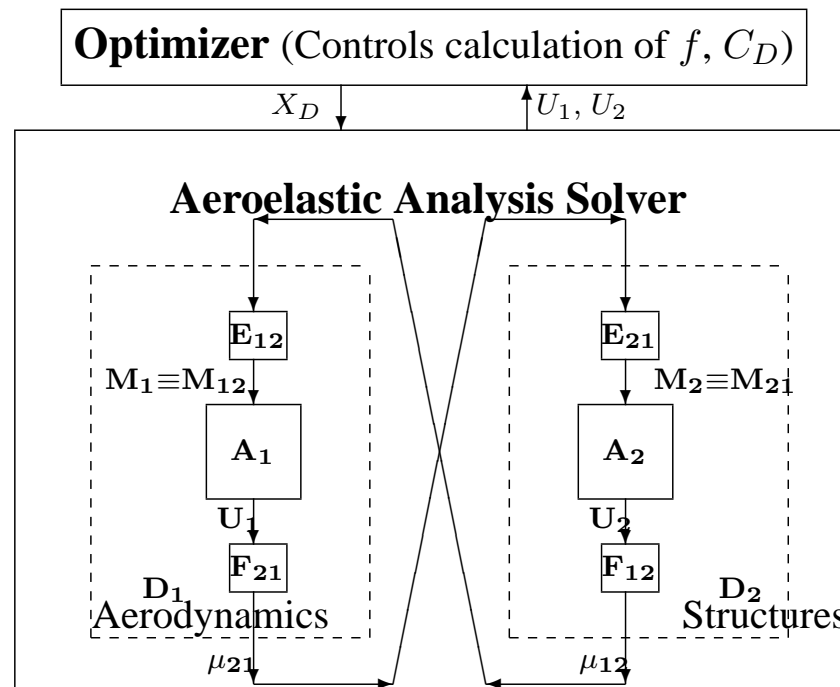 Optimizer (Controls calculation of f, C_D)
X_D U_1, U_2
Aeroelastic Analysis Solver
E_12 E_21
M_1≡M_12 M_2≡M_21
A_1 A_2
U_1 U_2
F_21 F_12
D_1 D_2
Aerodynamics Structures
μ_21 μ_12